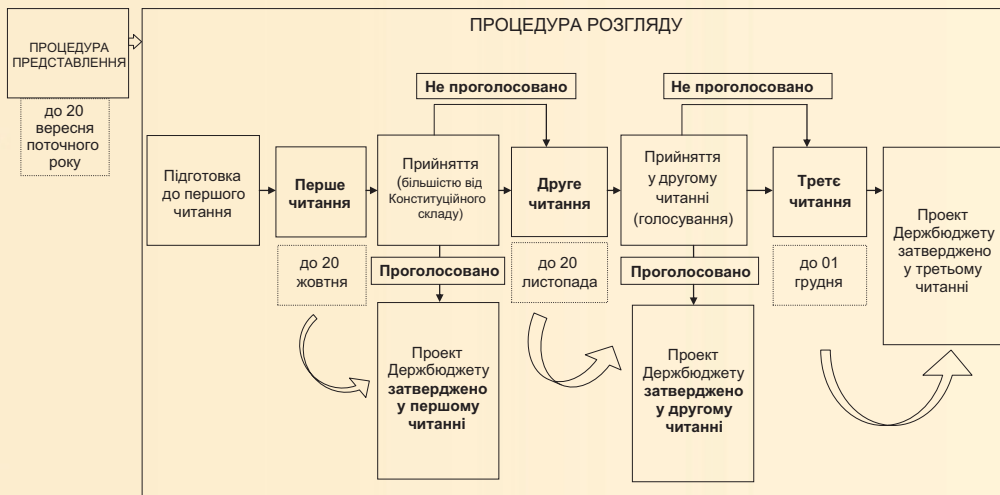 ПРОЦЕДУРА
ПРЕДСТАВЛЕННЯ
до 20
вересня
поточного
року
ПРОЦЕДУРА РОЗГЛЯДУ
Не проголосовано
Не проголосовано
Підготовка
до першого
читання
Перше
читання
до 20
жовтня
Прийняття
(більшістю від
Конституційного
складу)
Проголосовано
Проект
Держбюджету
затверджено
у першому
читанні
Друге
читання
до 20
листопада
Прийняття
у другому
читанні
(голосування)
Проголосовано
Проект
Держбюджету
затверджено
у другому
читанні
Третє
читання
до 01
грудня
Проект
Держбюджету
затверджено
у третьому
читанні